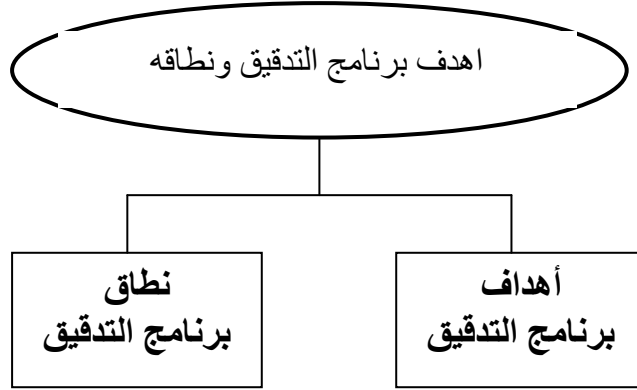 اهدف برنامج التدقيق ونطاقه
أهداف
برنامج التدقيق
نطاق
برنامج التدقيق